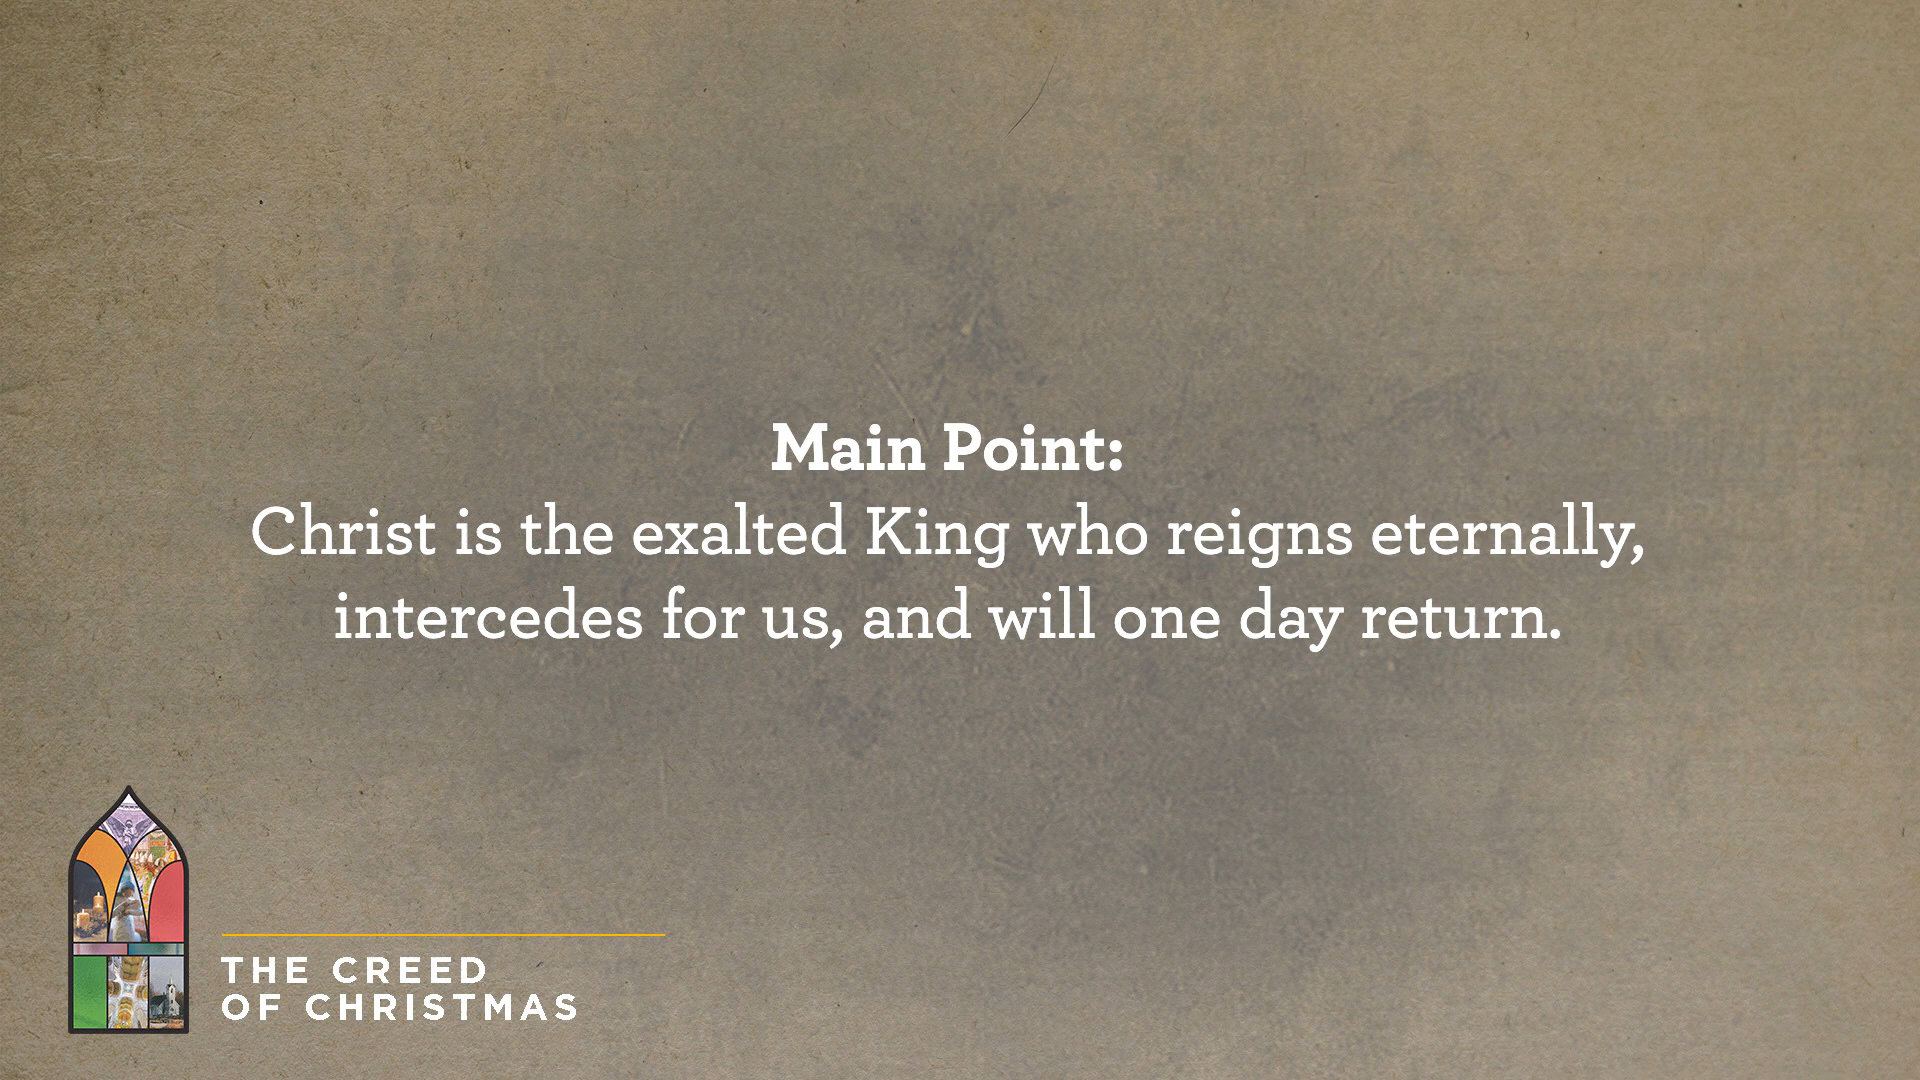 Main Point:
Christ is the exalted King who reigns eternally,
intercedes for us, and will one day return.
THE CREED
OF CHRISTMAS